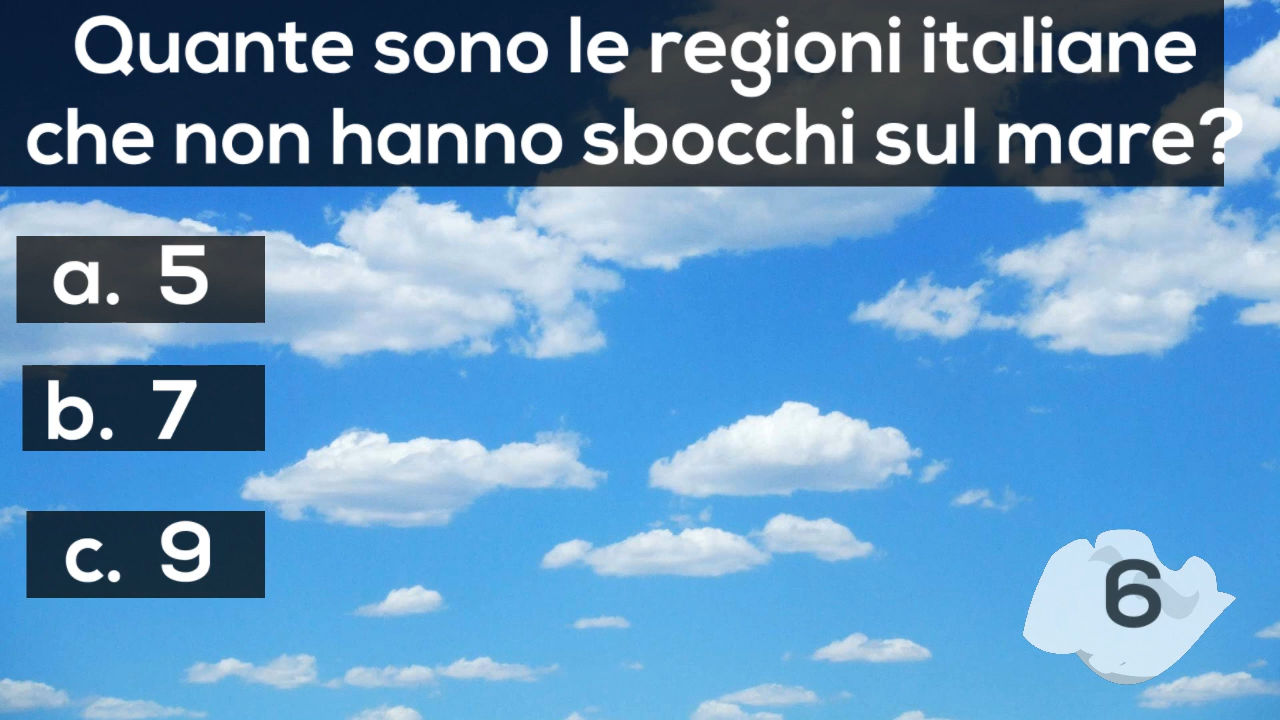 Quante sono le regioni italiane
che non hanno sbocchi sul mare?
a. 5
b. 7
c. 9
6